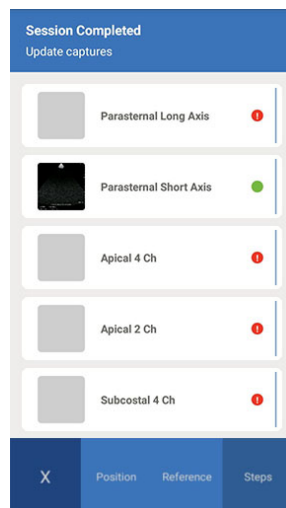 Session Completed
Update captures
Parasternal Long Axis
Parasternal Short Axis
Apical 4 Ch
Apical 2 Ch
Subcostal 4 Ch
X Position Reference Steps